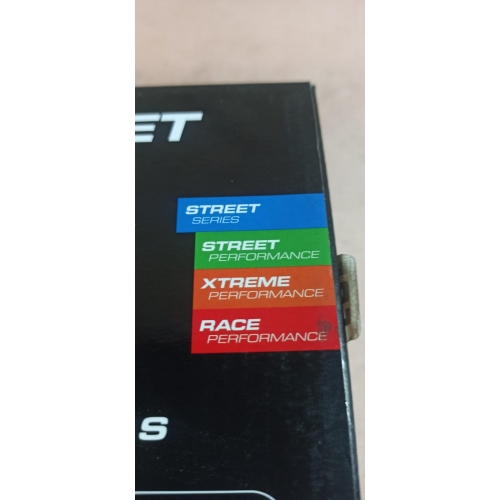 ET
STREET
SERIES
STREET
PERFORMANCE
XTREME
PERFORMANCE
RACE
PERFORMANCE
S